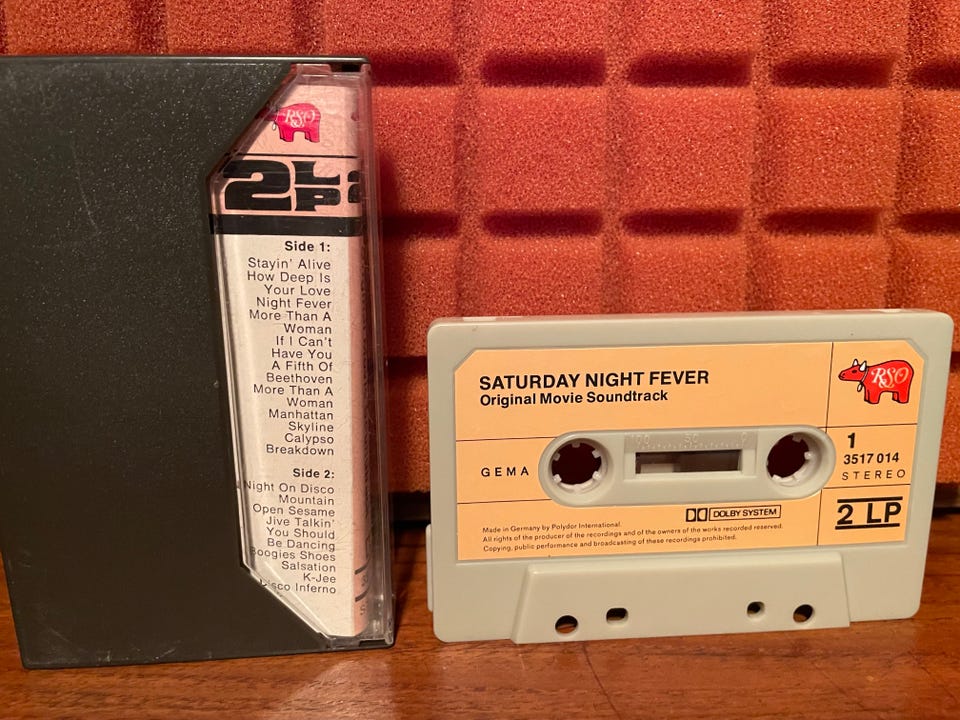 RSO
2LP
Side 1:
Stayin' Alive
How Deep Is
Your Love
Night Fever
More Than A
Woman
If I Can't
Have You
A Fifth Of
Beethoven
More Than A
Woman
Manhattan
Skyline
Calypso
Breakdown
Side 2:
Night On Disco
Mountain
Open Sesame
Jive Talkin'
You Should
Be Dancing
Boogies Shoes
Salsation
K-Jee
Disco Inferno
SATURDAY NIGHT FEVER
Original Movie Soundtrack
RSO
GEMA
100 50 0
1
3517 014
STEREO
DOLBY SYSTEM
2 LP
Made in Germany by Polydor International.
All rights of the producer of the recordings and of the owners of the works recorded reserved.
Copying, public performance and broadcasting of these recordings prohibited.